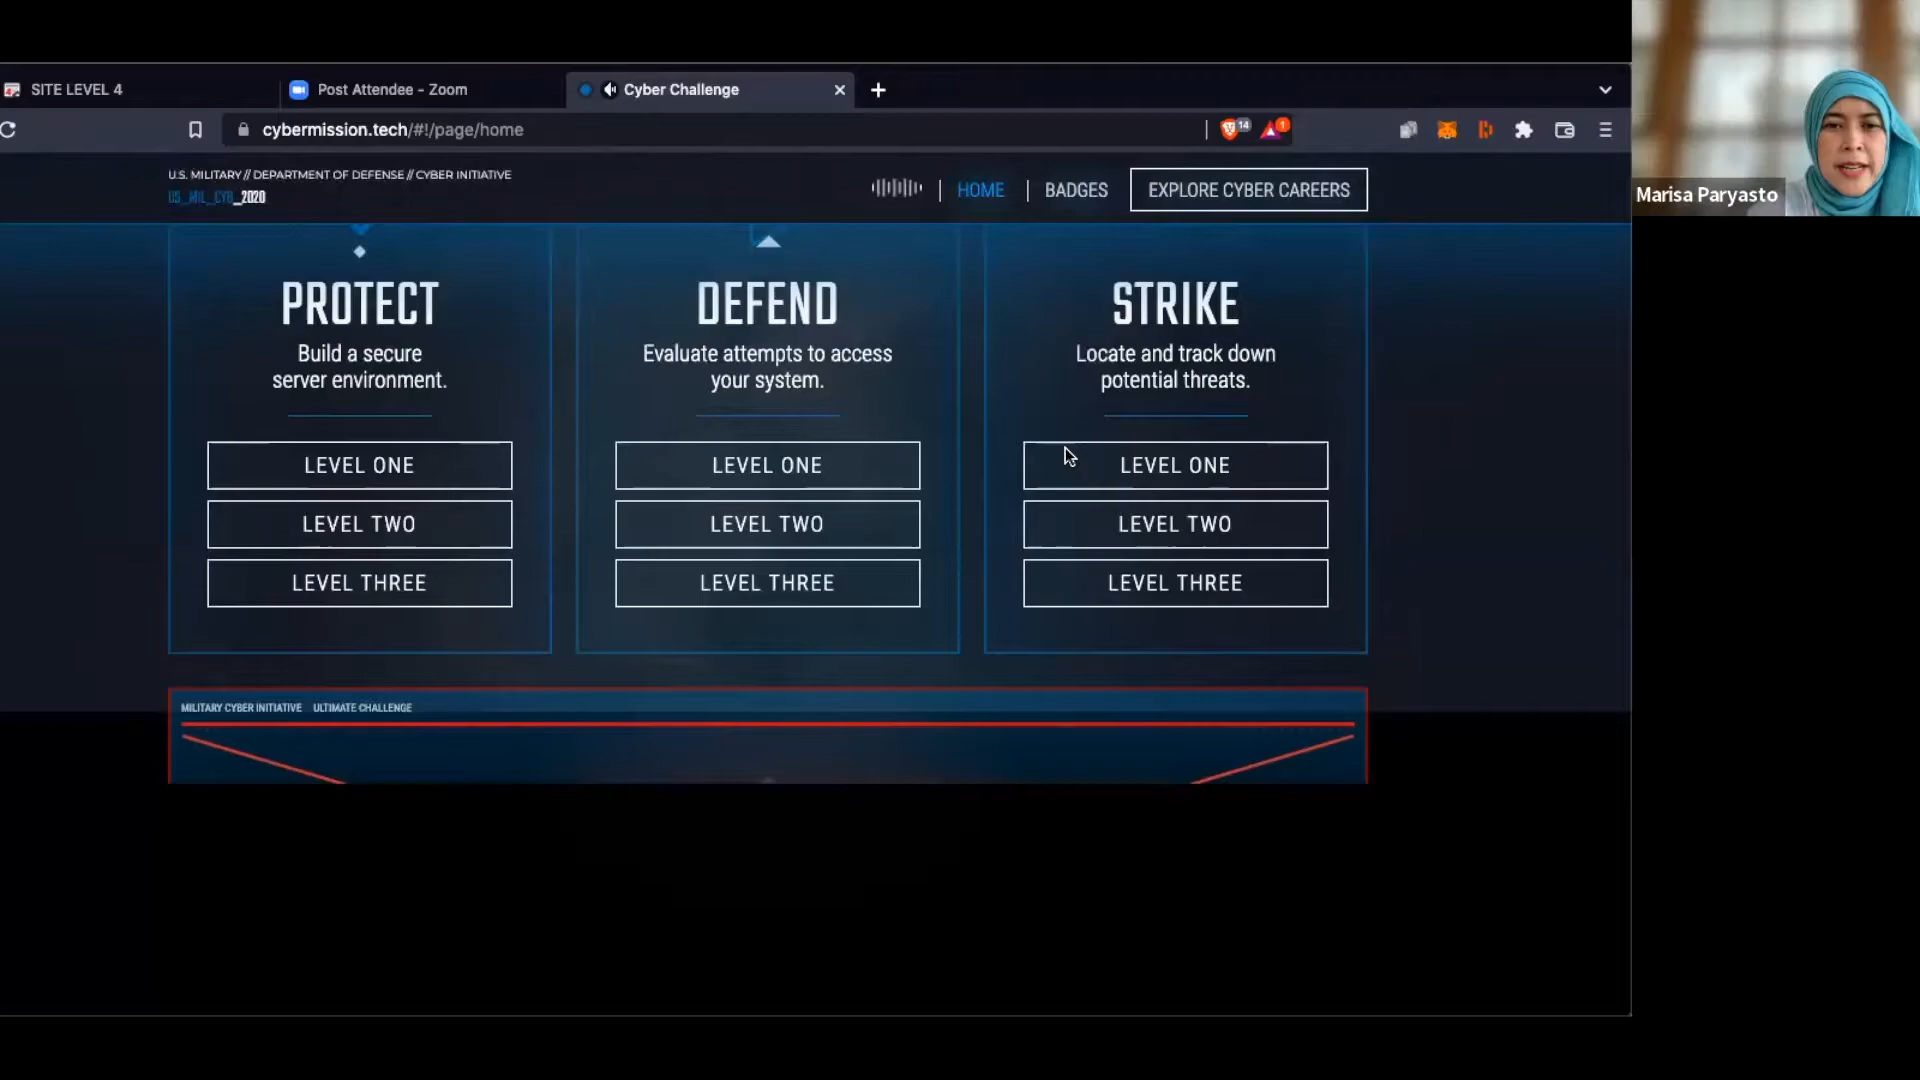 SITE LEVEL 4
Post Attendee - Zoom
Cyber Challenge
cybermission.tech/#!/page/home
14
1
U.S. MILITARY // DEPARTMENT OF DEFENSE // CYBER INITIATIVE
US_MIL_CYB_2020
HOME
BADGES
EXPLORE CYBER CAREERS
Marisa Paryasto
PROTECT
Build a secure
server environment.
LEVEL ONE
LEVEL TWO
LEVEL THREE
DEFEND
Evaluate attempts to access
your system.
LEVEL ONE
LEVEL TWO
LEVEL THREE
STRIKE
Locate and track down
potential threats.
LEVEL ONE
LEVEL TWO
LEVEL THREE
MILITARY CYBER INITIATIVE ULTIMATE CHALLENGE